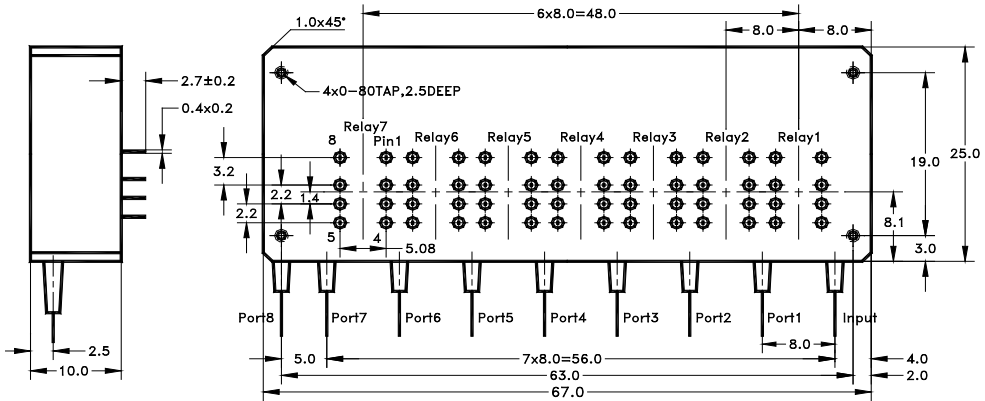 6x8.0=48.0
1.0x45°
8.0
8.0
2.7±0.2
4x0-80TAP,2.5DEEP
0.4x0.2
Relay7
8
Pin1
Relay6
Relay5
Relay4
Relay3
Relay2
Relay1
19.0
25.0
3.2
2.2
1.4
2.2
8.1
5
4
5.08
3.0
Port8
Port7
Port6
Port5
Port4
Port3
Port2
Port1
Input
2.5
5.0
7x8.0=56.0
8.0
4.0
10.0
63.0
2.0
67.0